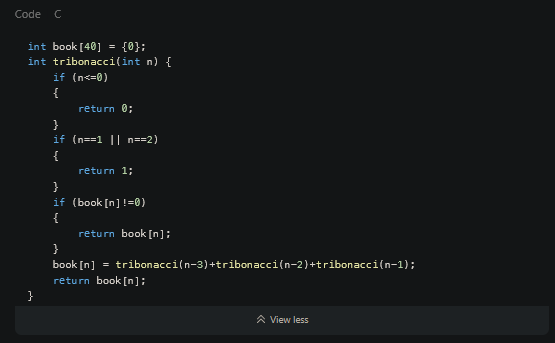 Code C
int book[40] = {0};
int tribonacci(int n) {
    if (n<=0)
    {
        return 0;
    }
    if (n==1 || n==2)
    {
        return 1;
    }
    if (book[n]!=0)
    {
        return book[n];
    }
    book[n] = tribonacci(n-3)+tribonacci(n-2)+tribonacci(n-1);
    return book[n];
}
View less